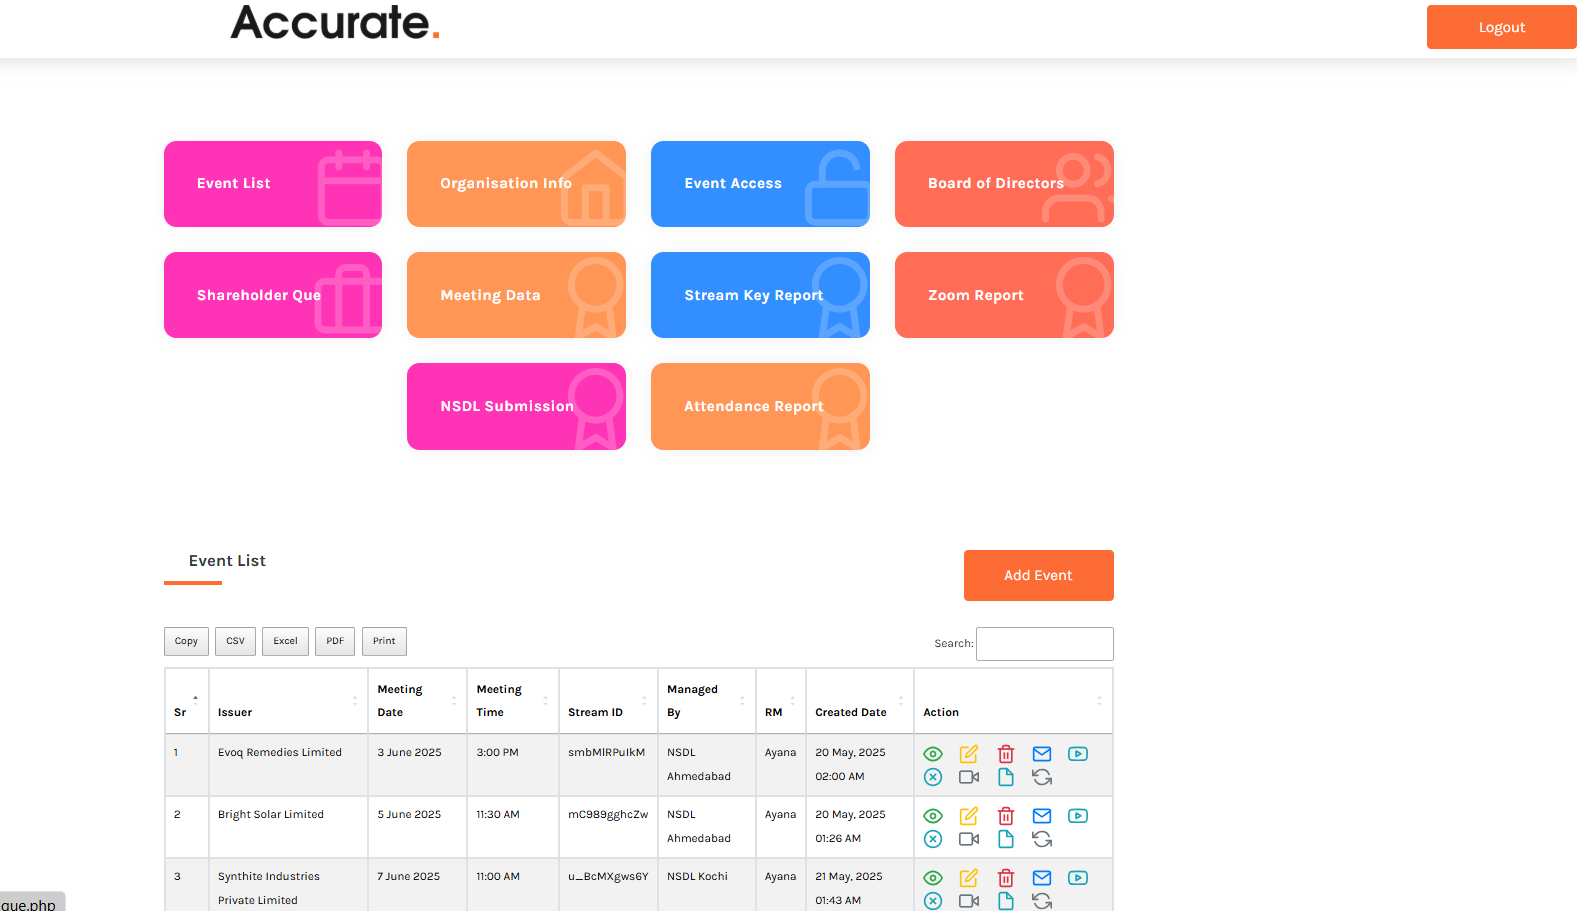 Accurate.
Logout
Event List
Organisation Info
Event Access
Board of Directors
Shareholder Que
Meeting Data
Stream Key Report
Zoom Report
NSDL Submission
Attendance Report
Event List
Add Event
Copy CSV Excel PDF Print
Search:
Sr Issuer Meeting Date Meeting Time Stream ID Managed By RM Created Date Action
1 Evoq Remedies Limited 3 June 2025 3:00 PM smbMlRPuIkM NSDL Ahmedabad Ayana 20 May, 2025 02:00 AM
2 Bright Solar Limited 5 June 2025 11:30 AM mC989gghcZw NSDL Ahmedabad Ayana 20 May, 2025 01:26 AM
3 Synthite Industries Private Limited 7 June 2025 11:00 AM u_BcMXgws6Y NSDL Kochi Ayana 21 May, 2025 01:43 AM
que.php